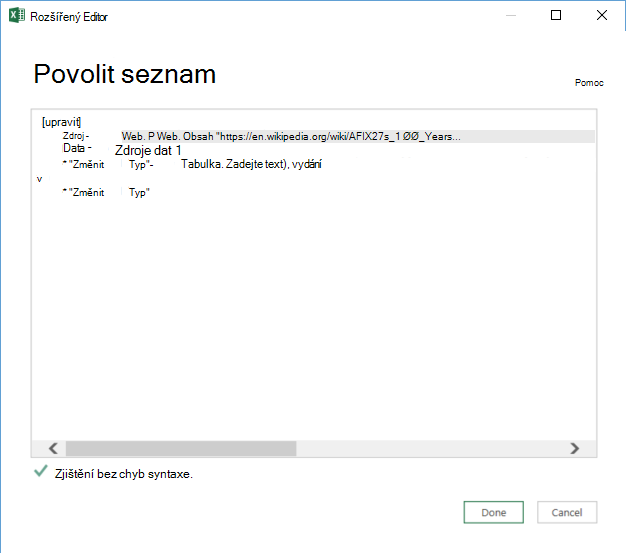 Rozšířený Editor
Povolit seznam
Pomoc
[upravit]
Zdroj - Web. P Web. Obsah "https://en.wikipedia.org/wiki/AFIX27s_1 ØØ_Years...
Data - Zdroje dat 1
* "Změnit Typ"- Tabulka. Zadejte text), vydání
v
* "Změnit Typ"
Zjištění bez chyb syntaxe.
Done Cancel